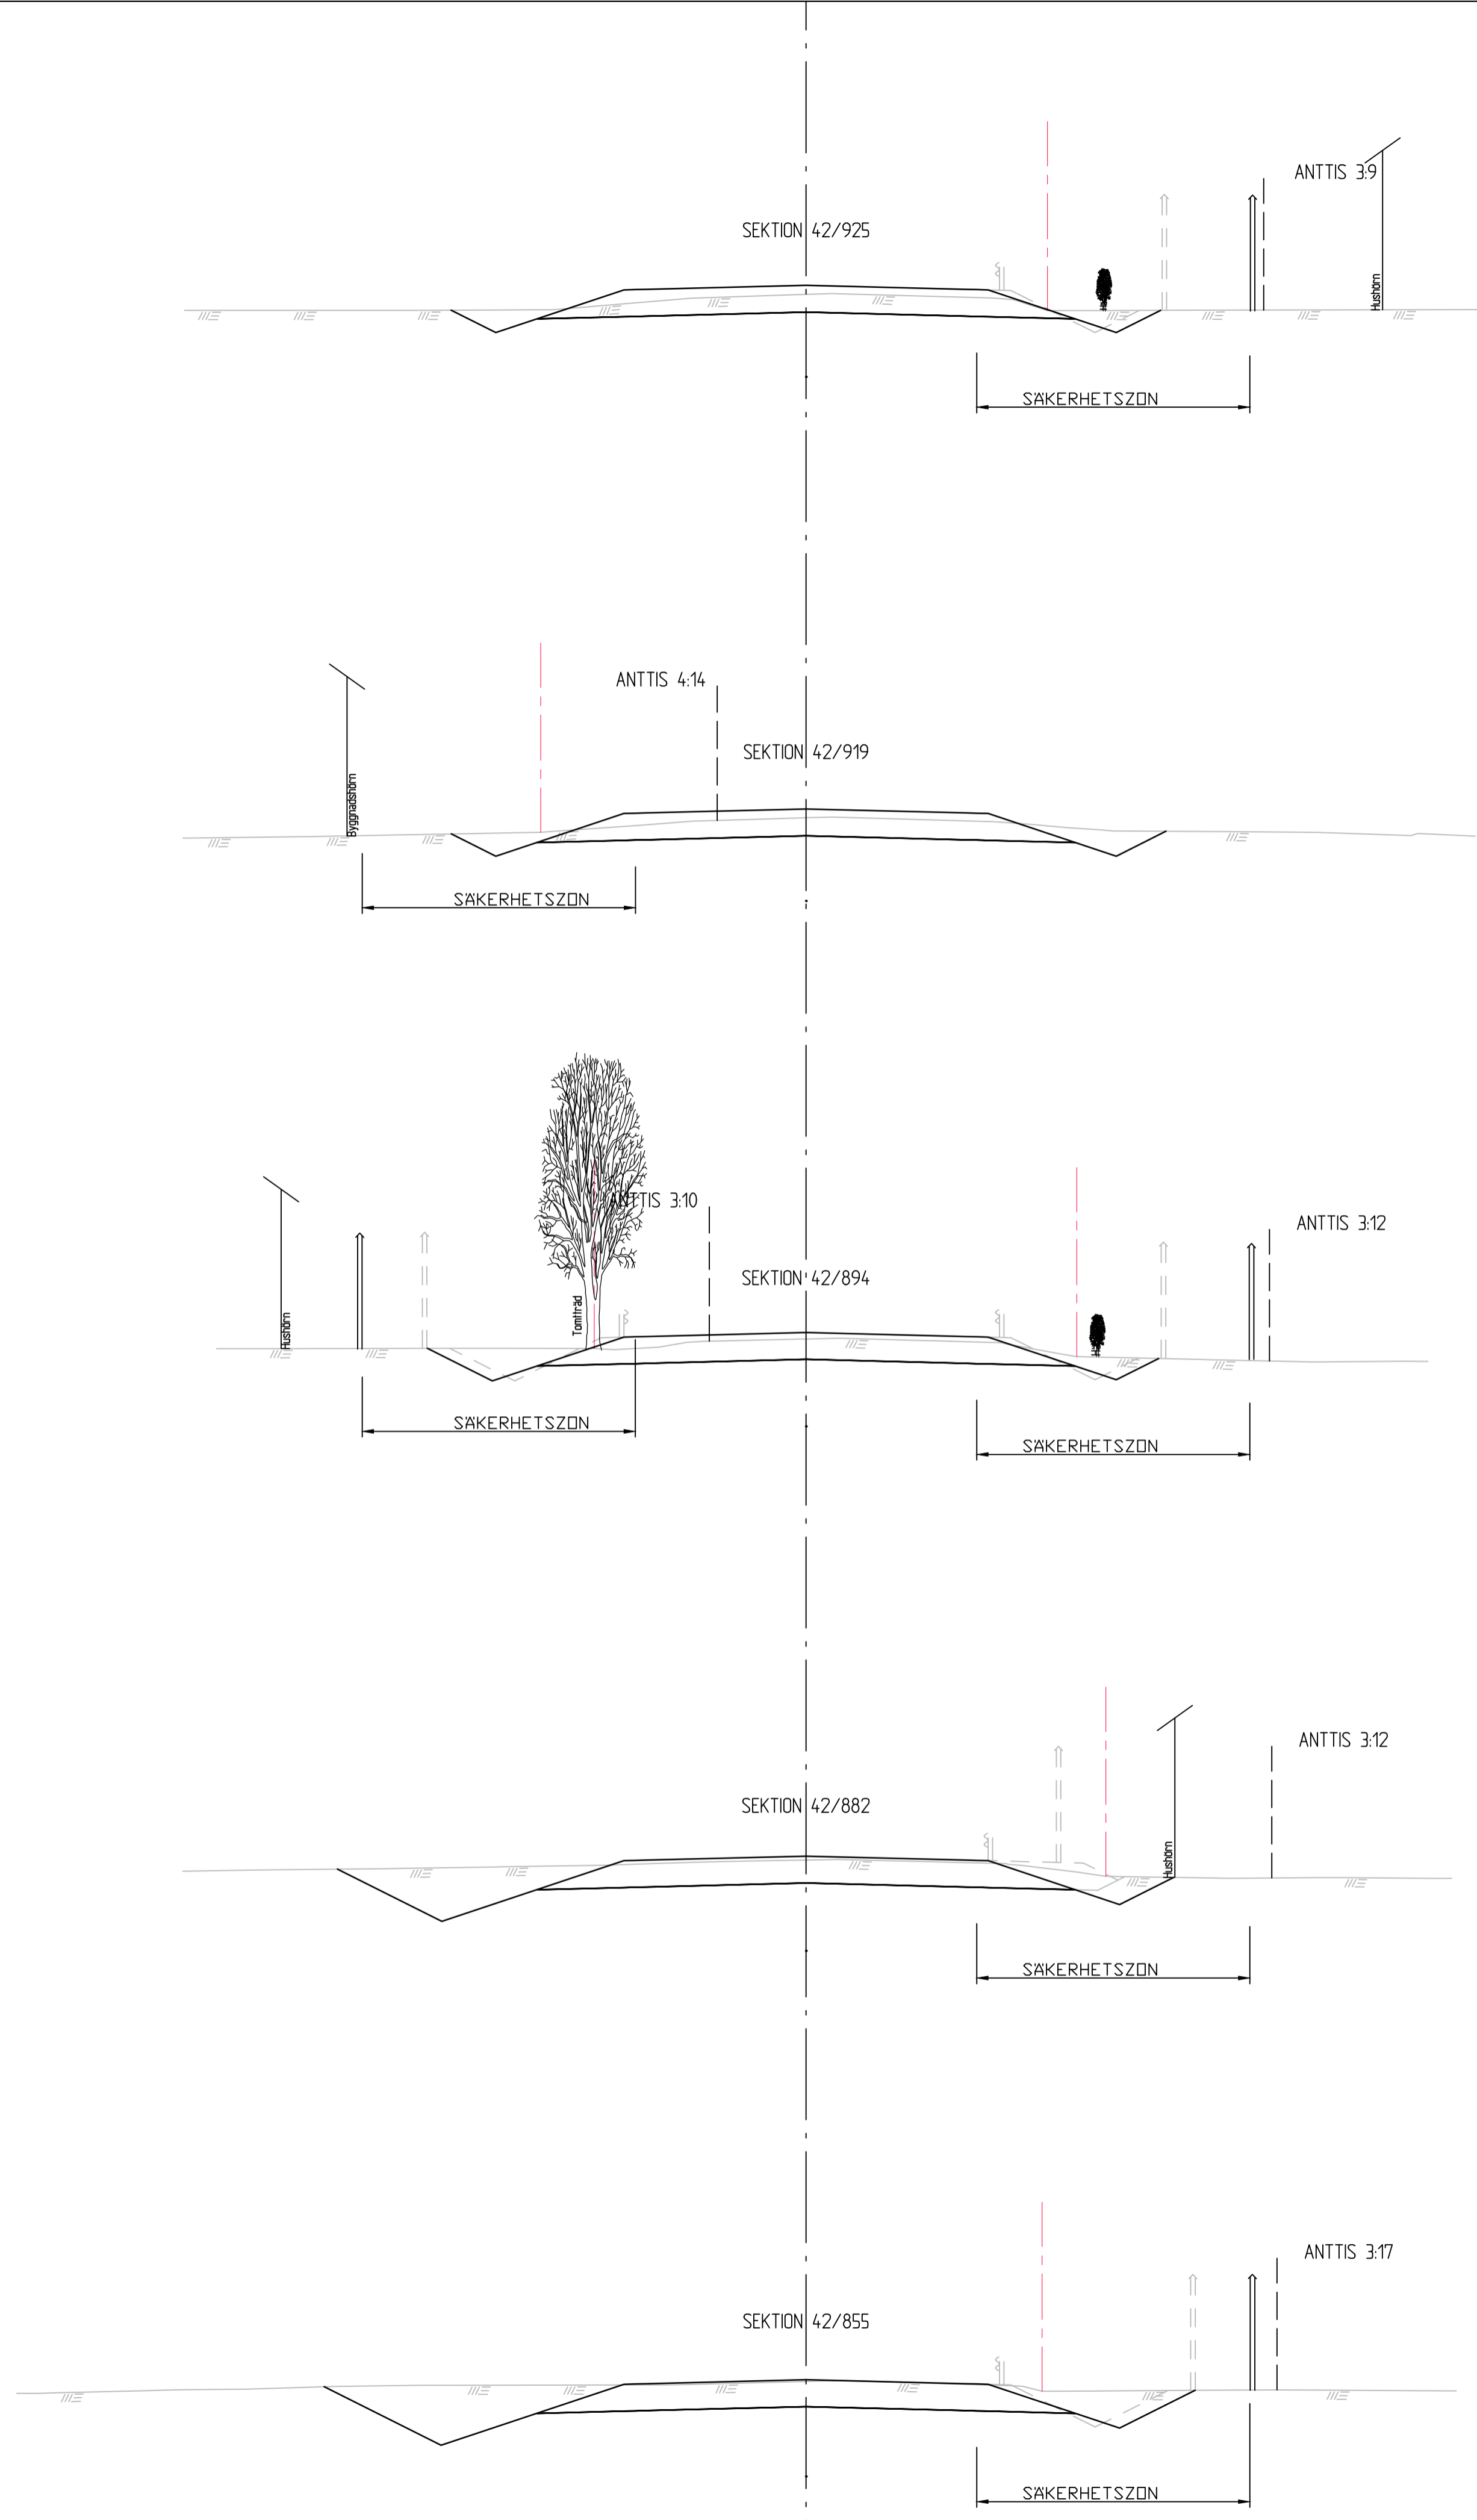 ANTTIS 3:9
SEKTION 42/925
Hushörn
SÄKERHETSZON
ANTTIS 4:14
SEKTION 42/919
Byggnadshörn
SÄKERHETSZON
ANTTIS 3:10
ANTTIS 3:12
SEKTION 42/894
Hushörn
Tomtträd
SÄKERHETSZON
SÄKERHETSZON
ANTTIS 3:12
SEKTION 42/882
Hushörn
SÄKERHETSZON
ANTTIS 3:17
SEKTION 42/855
SÄKERHETSZON